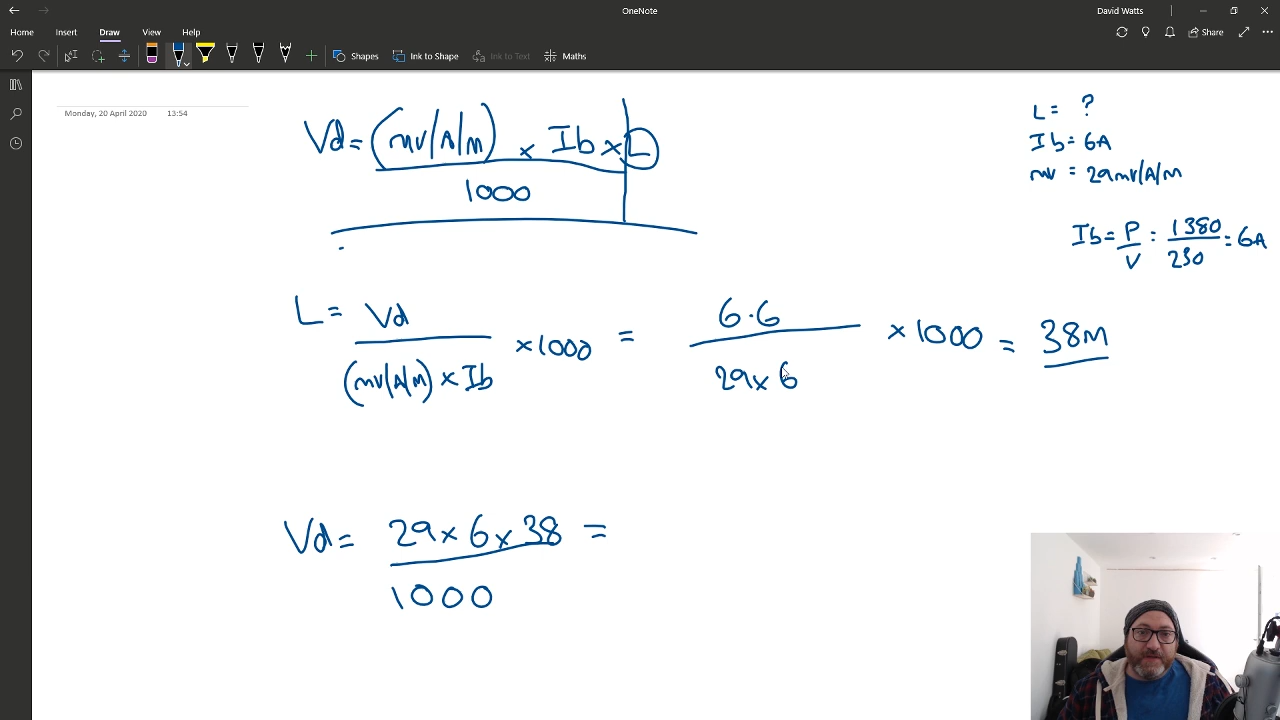 OneNote
David Watts
Home Insert Draw View Help
Share
Shapes Ink to Shape Ink to Text Maths
Monday, 20 April 2020 13:54
Vd = (mv/A/m) × Ib × L
1000
L = ?
Ib = 6A
mv = 29mv/A/m
Ib = P/V = 1380/230 = 6A
L = Vd ×1000 = 6.6 ×1000 = 38m
(mv/A/m) × Ib 29 × 6
Vd = 29 × 6 × 38 =
1000